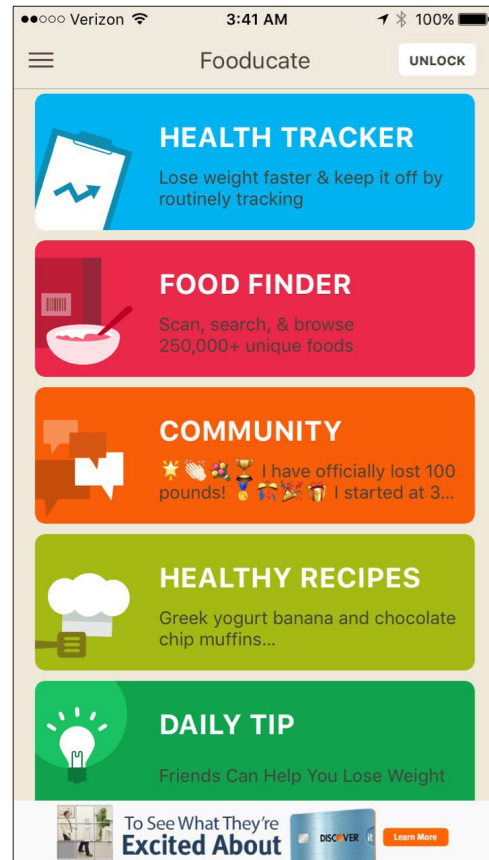 Verizon 3:41 AM 100%
Fooducate UNLOCK
HEALTH TRACKER
Lose weight faster & keep it off by
routinely tracking
FOOD FINDER
Scan, search, & browse
250,000+ unique foods
COMMUNITY
🌟👏🏻💐🏆 I have officially lost 100
pounds! 🏅🎊🎉🎁 I started at 3...
HEALTHY RECIPES
Greek yogurt banana and chocolate
chip muffins...
DAILY TIP
Friends Can Help You Lose Weight
To See What They're
Excited About
DISCOVER it
Learn More